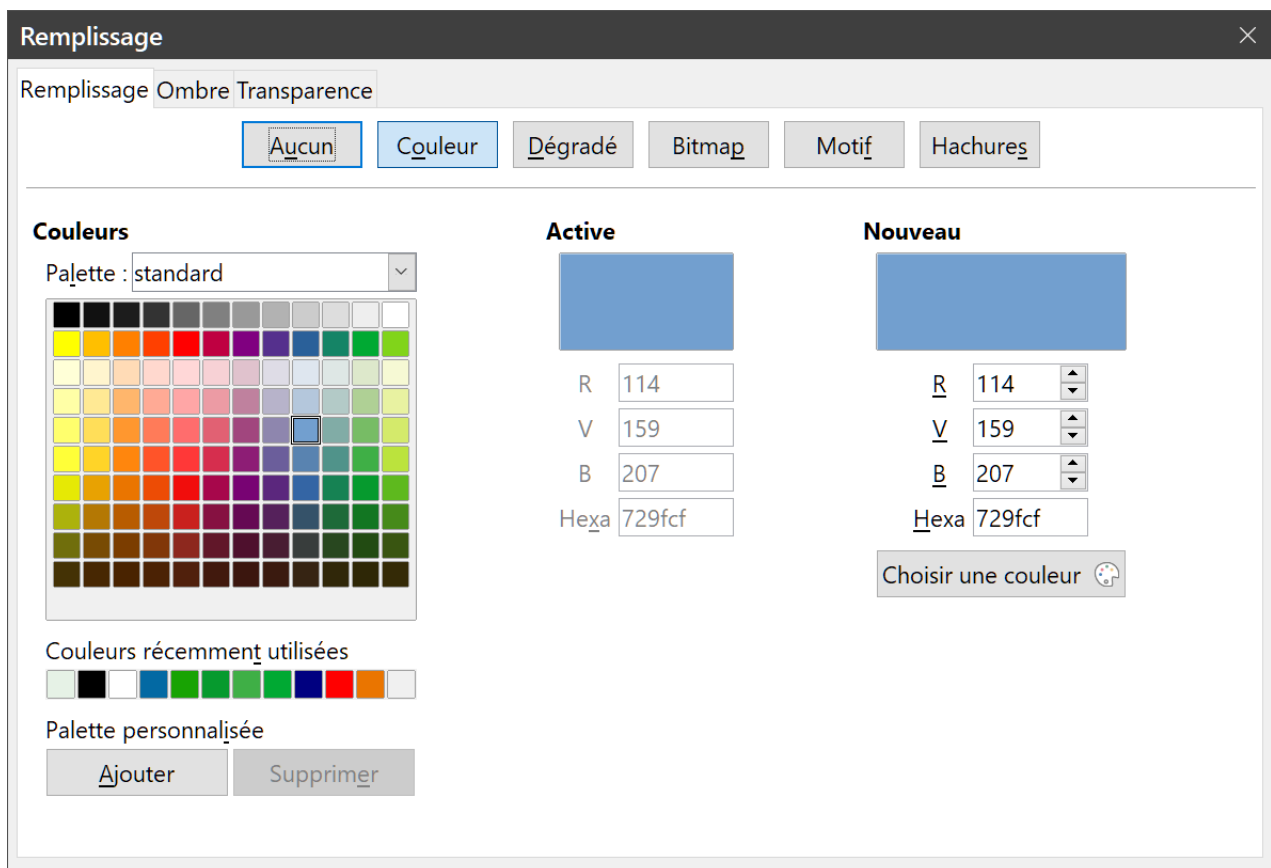 Remplissage
Remplissage Ombre Transparence
Aucun Couleur Dégradé Bitmap Motif Hachures
Couleurs Active Nouveau
Palette : standard
R 114 R 114
V 159 V 159
B 207 B 207
Hexa 729fcf Hexa 729fcf
Choisir une couleur
Couleurs récemment utilisées
Palette personnalisée
Ajouter Supprimer